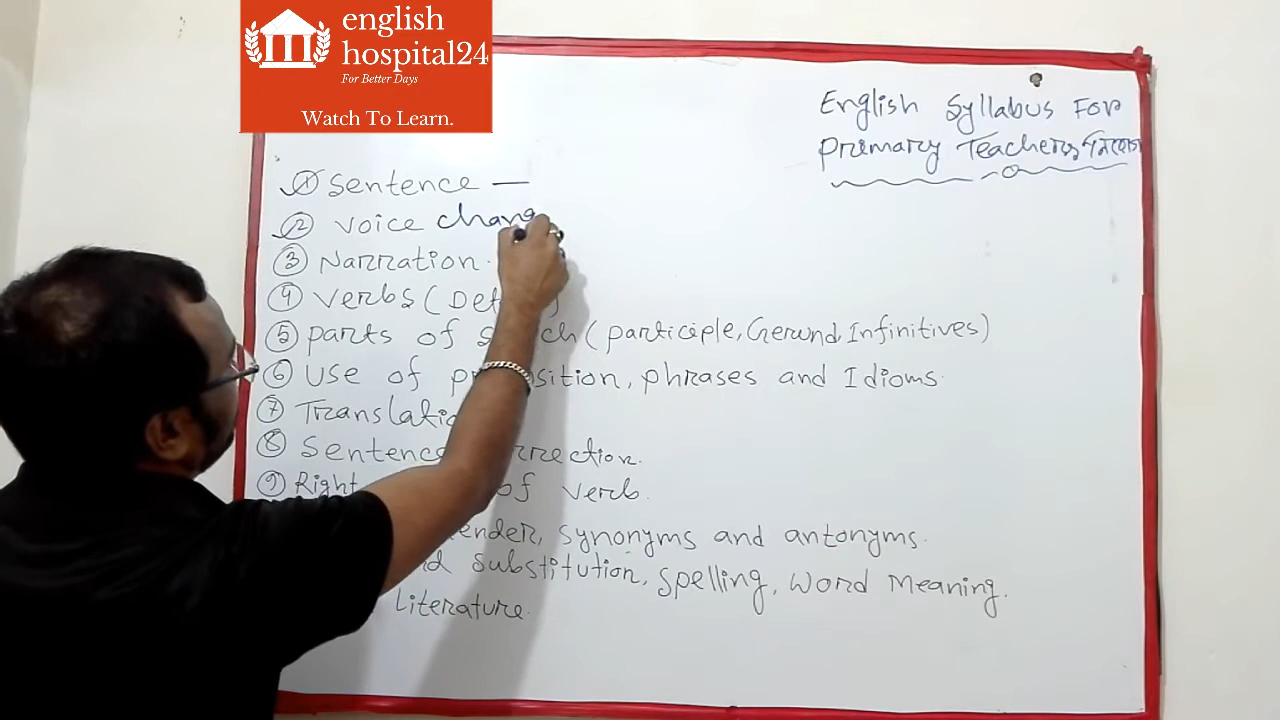 english
hospital24
For Better Days
Watch To Learn.
English Syllabus For
Primary Teachers নিয়োগ
① Sentence —
② Voice chang
③ Narration.
④ Verbs (De
⑤ Parts of ch (participle, Gerund, Infinitives)
⑥ Use of sition, phrases and Idioms.
⑦ Translati
⑧ Sentence rrection.
⑨ Right of verb.
ender, synonyms and antonyms.
d substitution, spelling, word Meaning.
Literature.